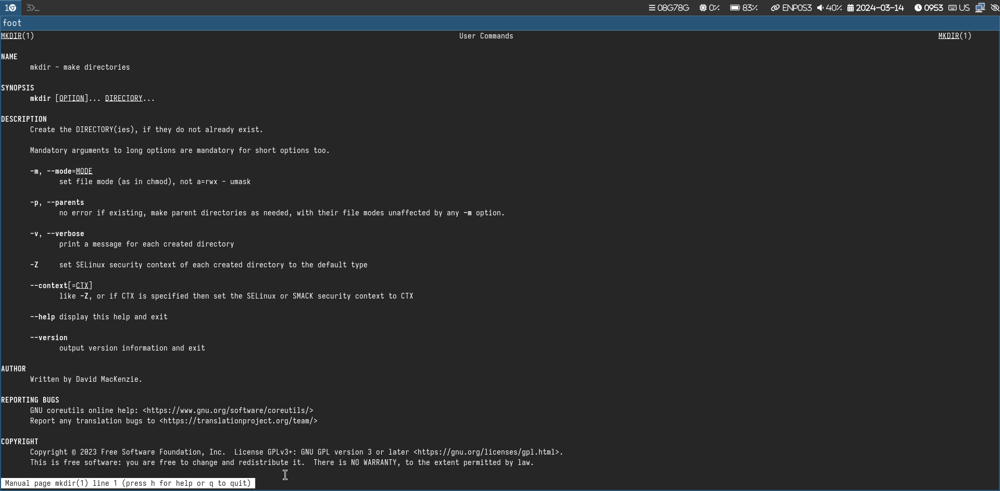 1
3
08G78G 0% 83% ENP0S3 40% 2024-03-14 0953 US
foot
MKDIR(1) User Commands MKDIR(1)
NAME
mkdir - make directories
SYNOPSIS
mkdir [OPTION]... DIRECTORY...
DESCRIPTION
Create the DIRECTORY(ies), if they do not already exist.
Mandatory arguments to long options are mandatory for short options too.
-m, --mode=MODE
set file mode (as in chmod), not a=rwx - umask
-p, --parents
no error if existing, make parent directories as needed, with their file modes unaffected by any -m option.
-v, --verbose
print a message for each created directory
-Z set SELinux security context of each created directory to the default type
--context[=CTX]
like -Z, or if CTX is specified then set the SELinux or SMACK security context to CTX
--help display this help and exit
--version
output version information and exit
AUTHOR
Written by David MacKenzie.
REPORTING BUGS
GNU coreutils online help: <https://www.gnu.org/software/coreutils/>
Report any translation bugs to <https://translationproject.org/team/>
COPYRIGHT
Copyright © 2023 Free Software Foundation, Inc. License GPLv3+: GNU GPL version 3 or later <https://gnu.org/licenses/gpl.html>.
This is free software: you are free to change and redistribute it. There is NO WARRANTY, to the extent permitted by law.
Manual page mkdir(1) line 1 (press h for help or q to quit)